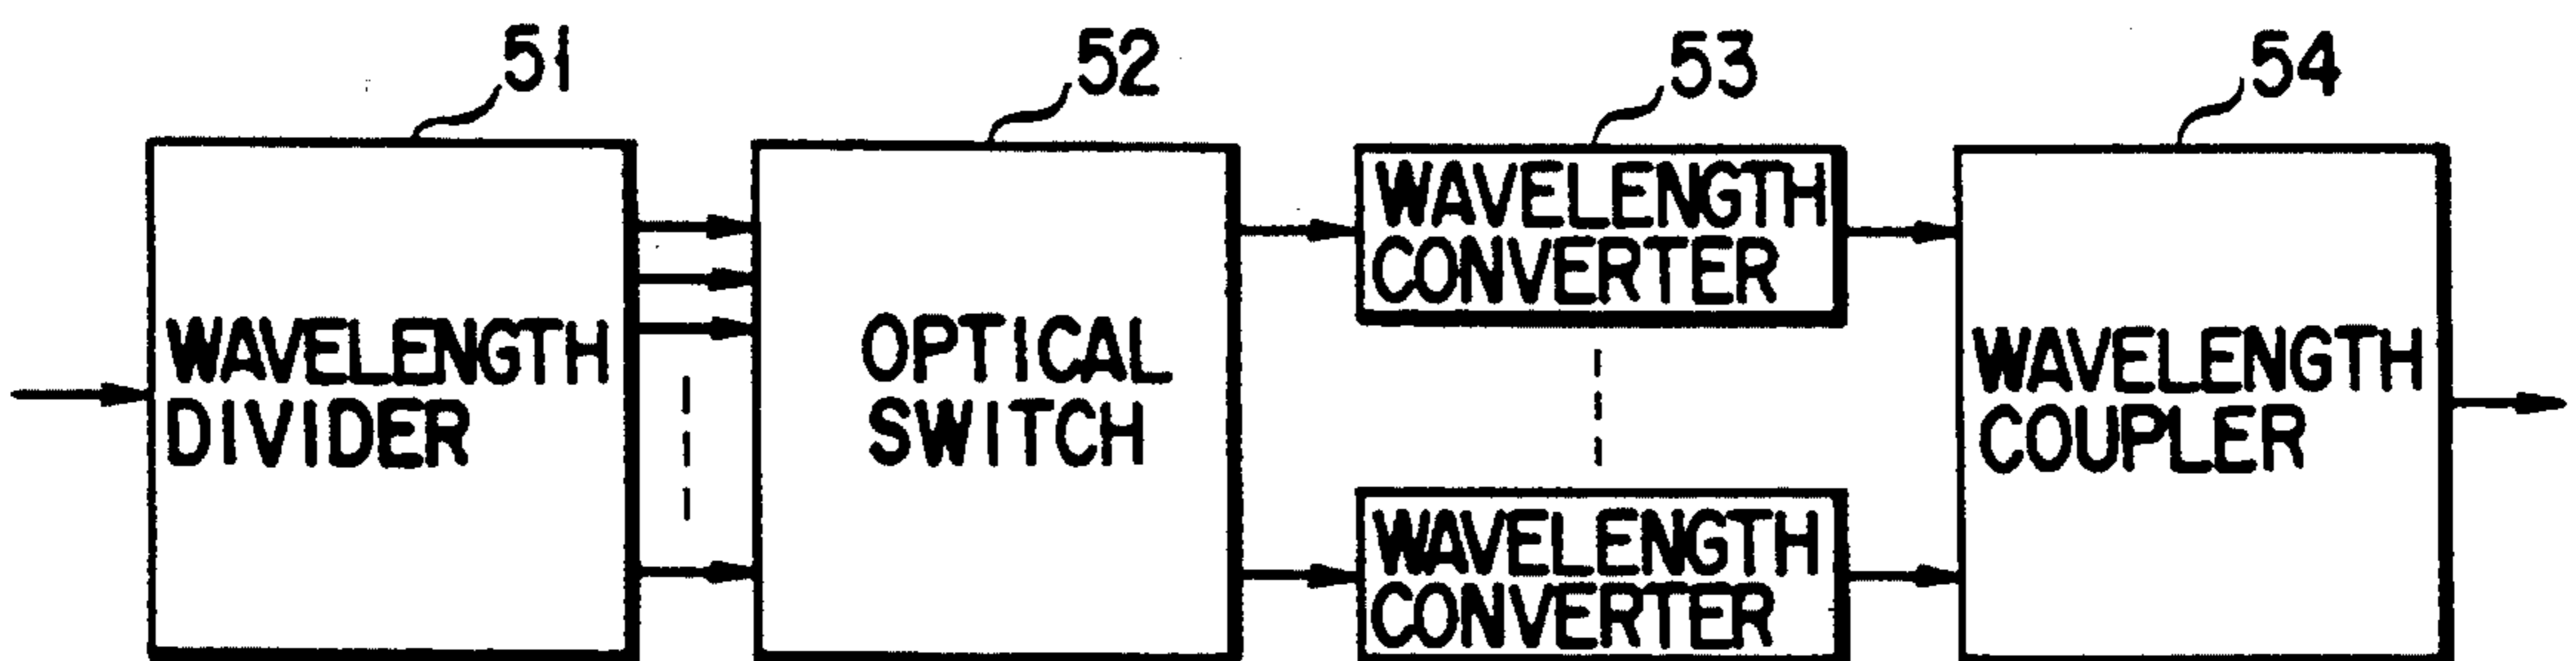 51
52
53
54
WAVELENGTH
DIVIDER
OPTICAL
SWITCH
WAVELENGTH
CONVERTER
WAVELENGTH
CONVERTER
WAVELENGTH
COUPLER